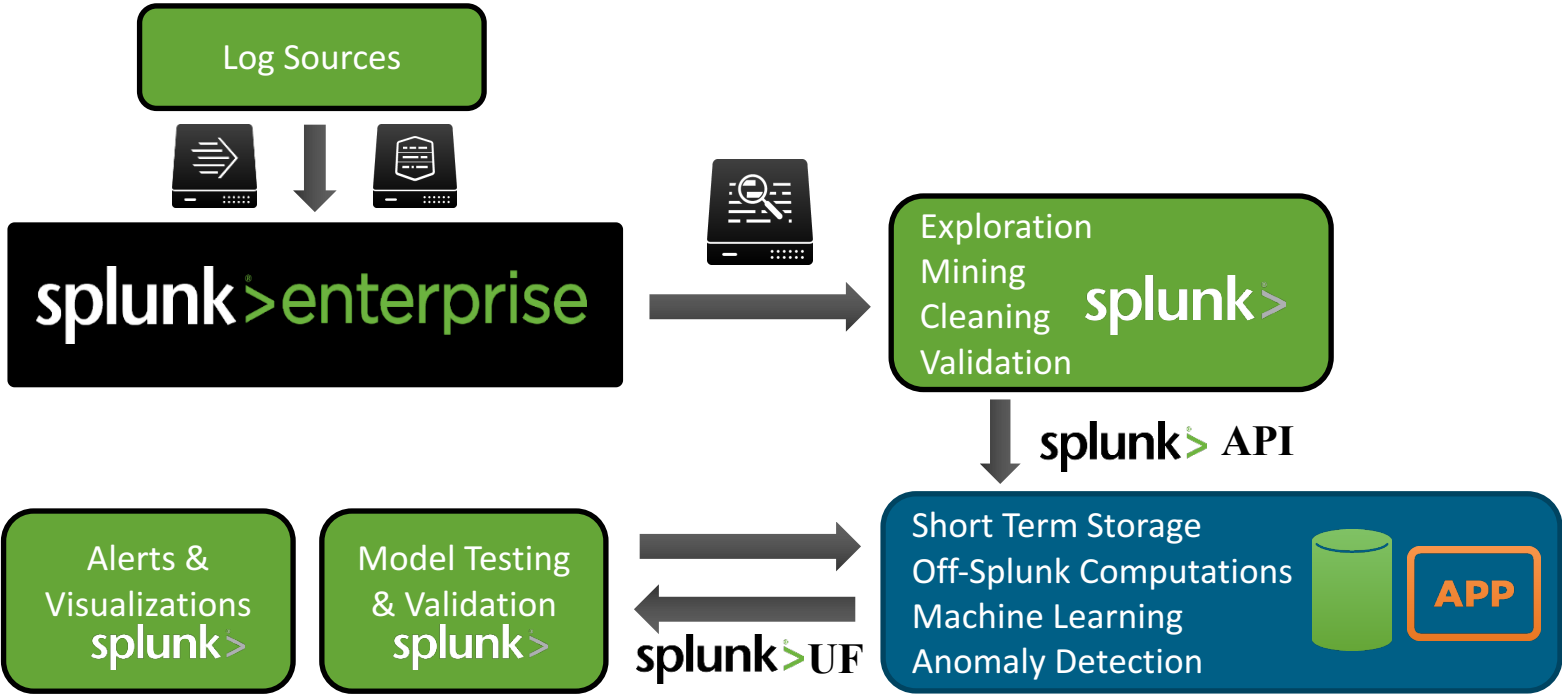 Log Sources
splunk>enterprise
Exploration
Mining
Cleaning
Validation
splunk>
splunk> API
Short Term Storage
Off-Splunk Computations
Machine Learning
Anomaly Detection
APP
Alerts &
Visualizations
splunk>
Model Testing
& Validation
splunk>
splunk>UF